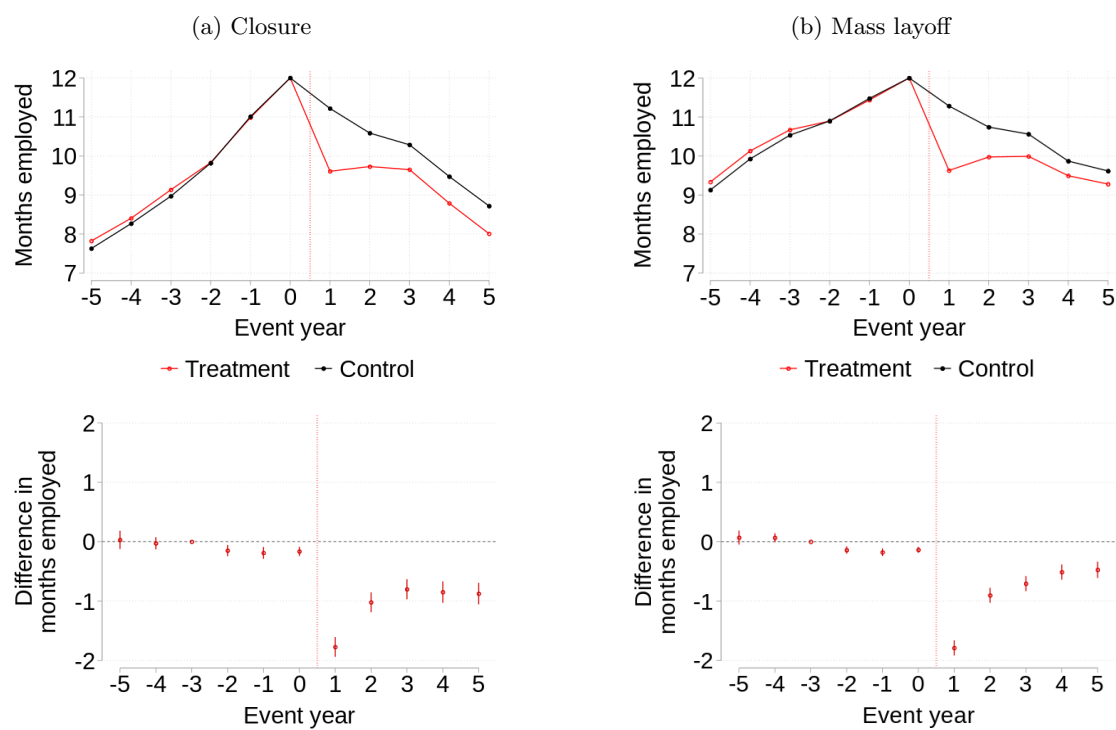 (a) Closure
Months employed
12
11
10
9
8
7
-5 -4 -3 -2 -1 0 1 2 3 4 5
Event year
Treatment Control
Difference in
months employed
2
1
0
-1
-2
-5 -4 -3 -2 -1 0 1 2 3 4 5
Event year
(b) Mass layoff
Months employed
12
11
10
9
8
7
-5 -4 -3 -2 -1 0 1 2 3 4 5
Event year
Treatment Control
Difference in
months employed
2
1
0
-1
-2
-5 -4 -3 -2 -1 0 1 2 3 4 5
Event year